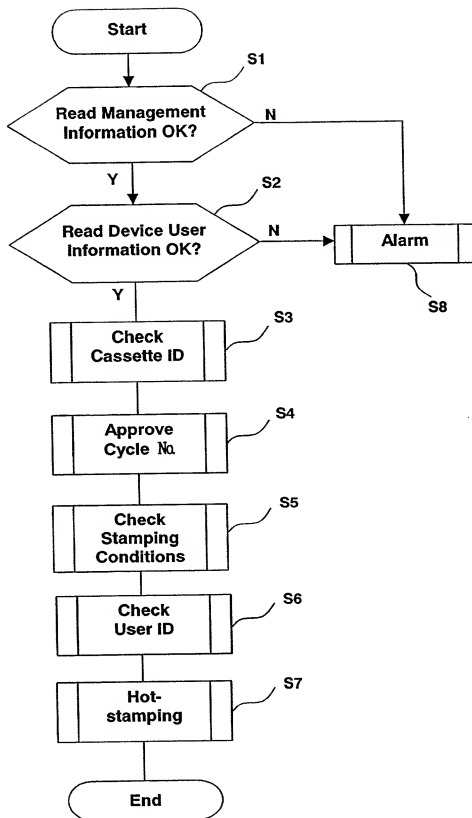 Start
S1
Read Management
Information OK?
N
Y
S2
Read Device User
Information OK?
N
Alarm
S8
Y
S3
Check
Cassette ID
S4
Approve
Cycle No.
S5
Check
Stamping
Conditions
S6
Check
User ID
S7
Hot-
stamping
End